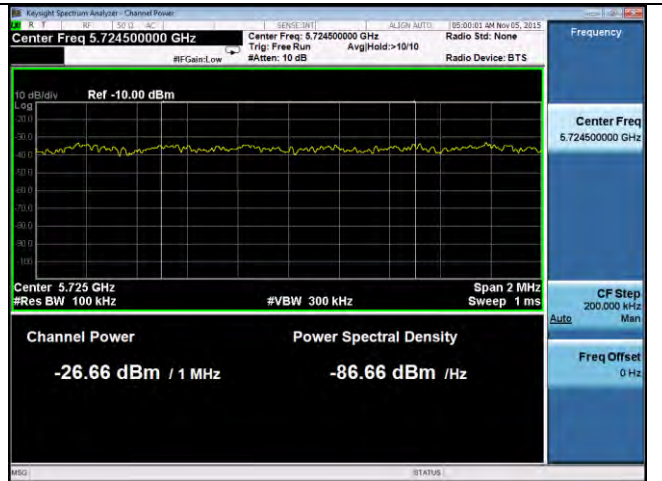 Keysight Spectrum Analyzer - Channel Power
R T RF 50 Ω AC SENSE:INT ALIGN AUTO 05:00:01 AM Nov 05, 2015
Center Freq 5.724500000 GHz
Center Freq: 5.724500000 GHz
Radio Std: None
Trig: Free Run Avg|Hold:>10/10
#IFGain:Low
#Atten: 10 dB
Radio Device: BTS
10 dB/div Ref -10.00 dBm
Log
-20.0
-30.0
-40.0
-50.0
-60.0
-70.0
-80.0
-90.0
-100
Center 5.725 GHz
Span 2 MHz
#Res BW 100 kHz
#VBW 300 kHz
Sweep 1 ms
Channel Power
Power Spectral Density
-26.66 dBm / 1 MHz
-86.66 dBm /Hz
MSG
STATUS
Frequency
Center Freq
5.724500000 GHz
CF Step
200.000 kHz
Auto Man
Freq Offset
0 Hz